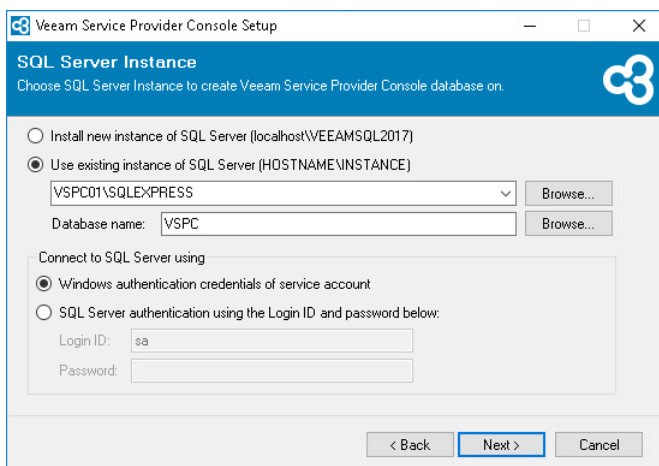 Veeam Service Provider Console Setup
SQL Server Instance
Choose SQL Server Instance to create Veeam Service Provider Console database on.
Install new instance of SQL Server (localhost\VEEAMSQL2017)
Use existing instance of SQL Server (HOSTNAME\INSTANCE)
VSPC01\SQLEXPRESS Browse...
Database name: VSPC Browse...
Connect to SQL Server using
Windows authentication credentials of service account
SQL Server authentication using the Login ID and password below:
Login ID: sa
Password:
< Back Next > Cancel